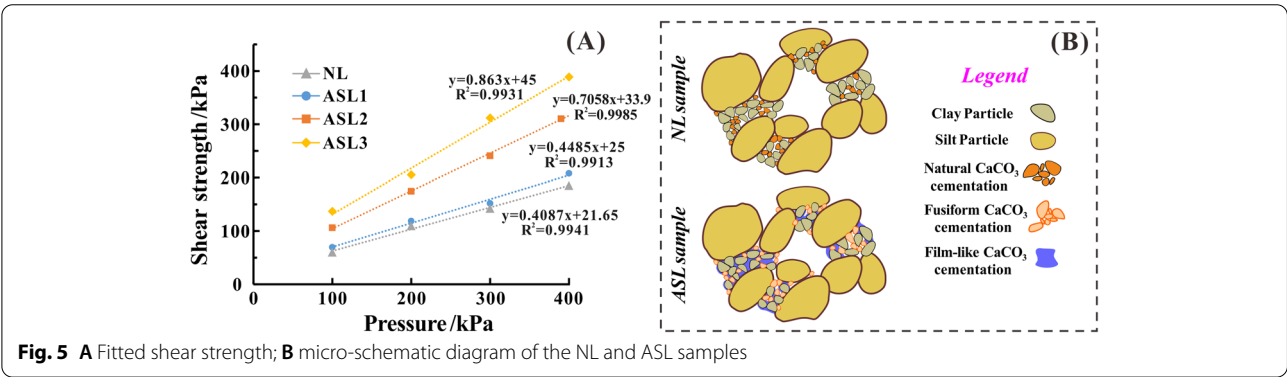 (A)
Shear strength/kPa
400
300
200
100
0
NL
ASL1
ASL2
ASL3
y=0.863x+45
R²=0.9931
y=0.7058x+33.9
R²=0.9985
y=0.4485x+25
R²=0.9913
y=0.4087x+21.65
R²=0.9941
0 100 200 300 400
Pressure/kPa
(B)
NL sample
ASL sample
Legend
Clay Particle
Silt Particle
Natural CaCO₃
cementation
Fusiform CaCO₃
cementation
Film-like CaCO₃
cementation
Fig. 5 A Fitted shear strength; B micro-schematic diagram of the NL and ASL samples